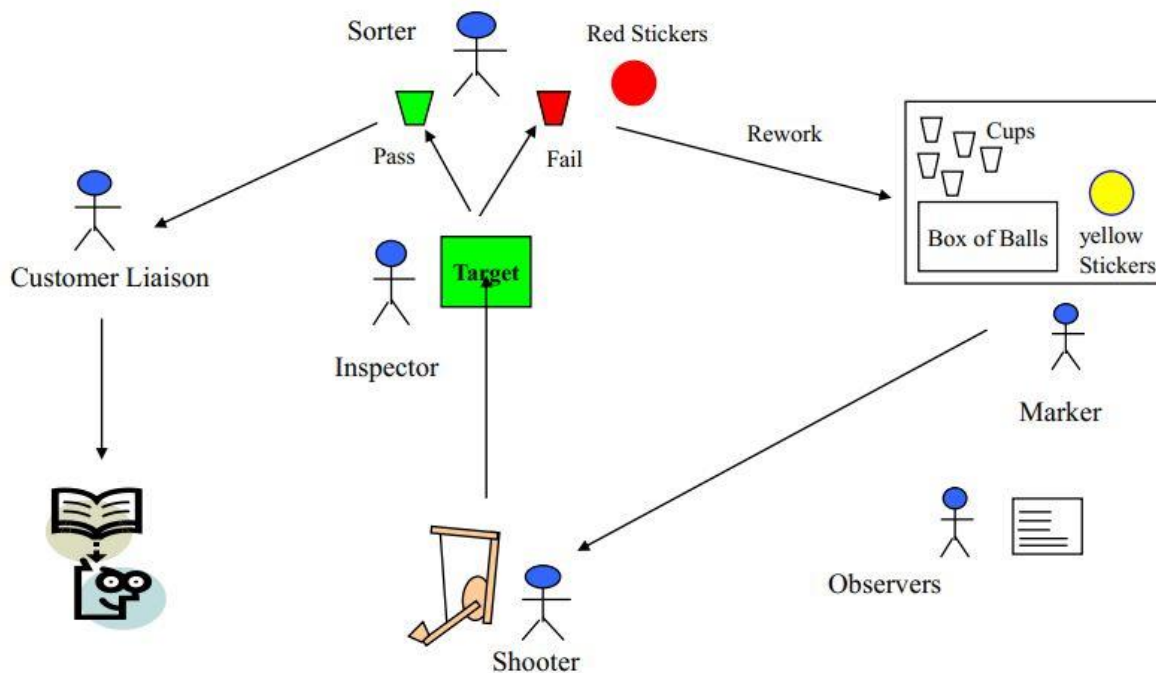 Sorter
Red Stickers
Pass
Fail
Rework
Cups
Box of Balls
yellow
Stickers
Customer Liaison
Target
Inspector
Marker
Observers
Shooter